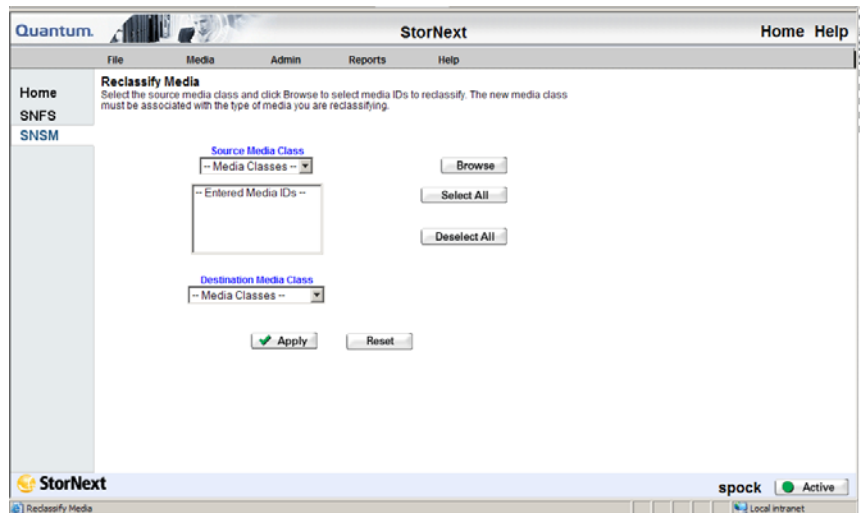 Quantum. StorNext Home Help
File Media Admin Reports Help
Home
SNFS
SNSM
Reclassify Media
Select the source media class and click Browse to select media IDs to reclassify. The new media class
must be associated with the type of media you are reclassifying.
Source Media Class
-- Media Classes -- Browse
-- Entered Media IDs -- Select All
Deselect All
Destination Media Class
-- Media Classes --
Apply Reset
StorNext spock Active
Reclassify Media Local intranet